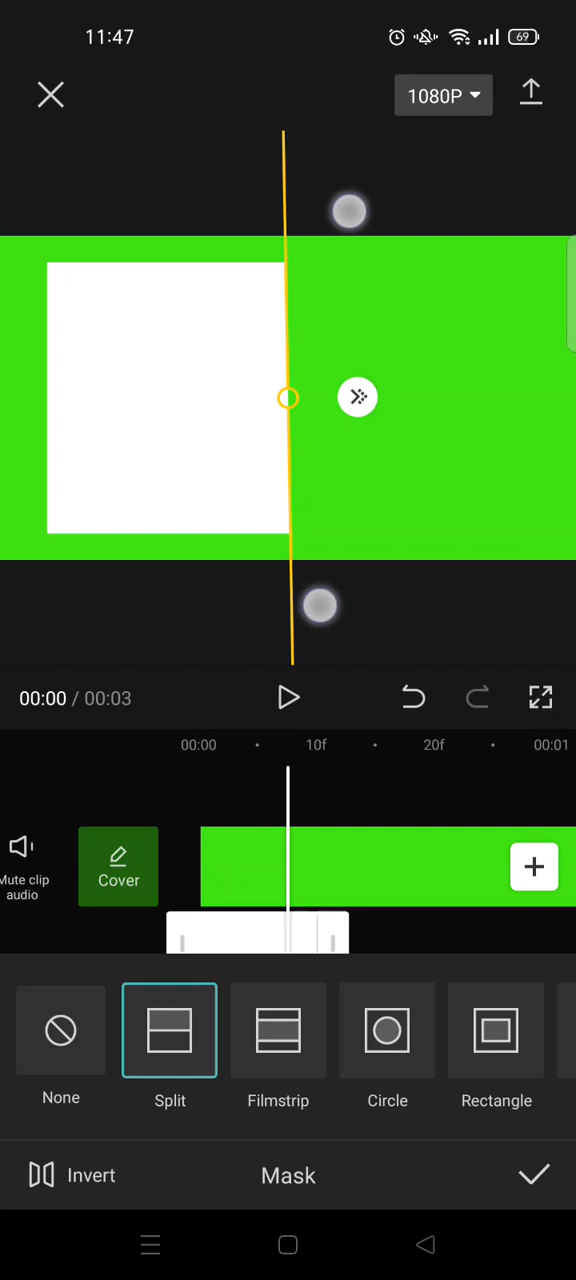 11:47
69
1080P
00:00 / 00:03
00:00
10f
20f
00:01
Mute clip
audio
Cover
None
Split
Filmstrip
Circle
Rectangle
Invert
Mask